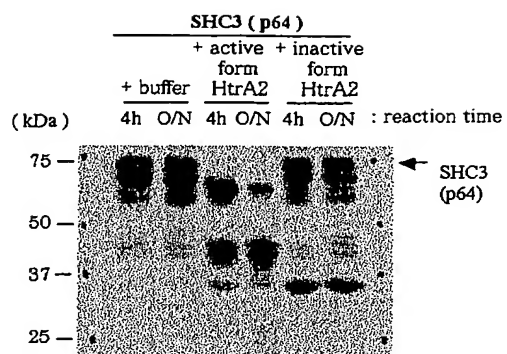 SHC3 (p64)
+ active + inactive
form form
+ buffer HtrA2 HtrA2
(kDa) 4h O/N 4h O/N 4h O/N : reaction time
75
SHC3
(p64)
50
37
25